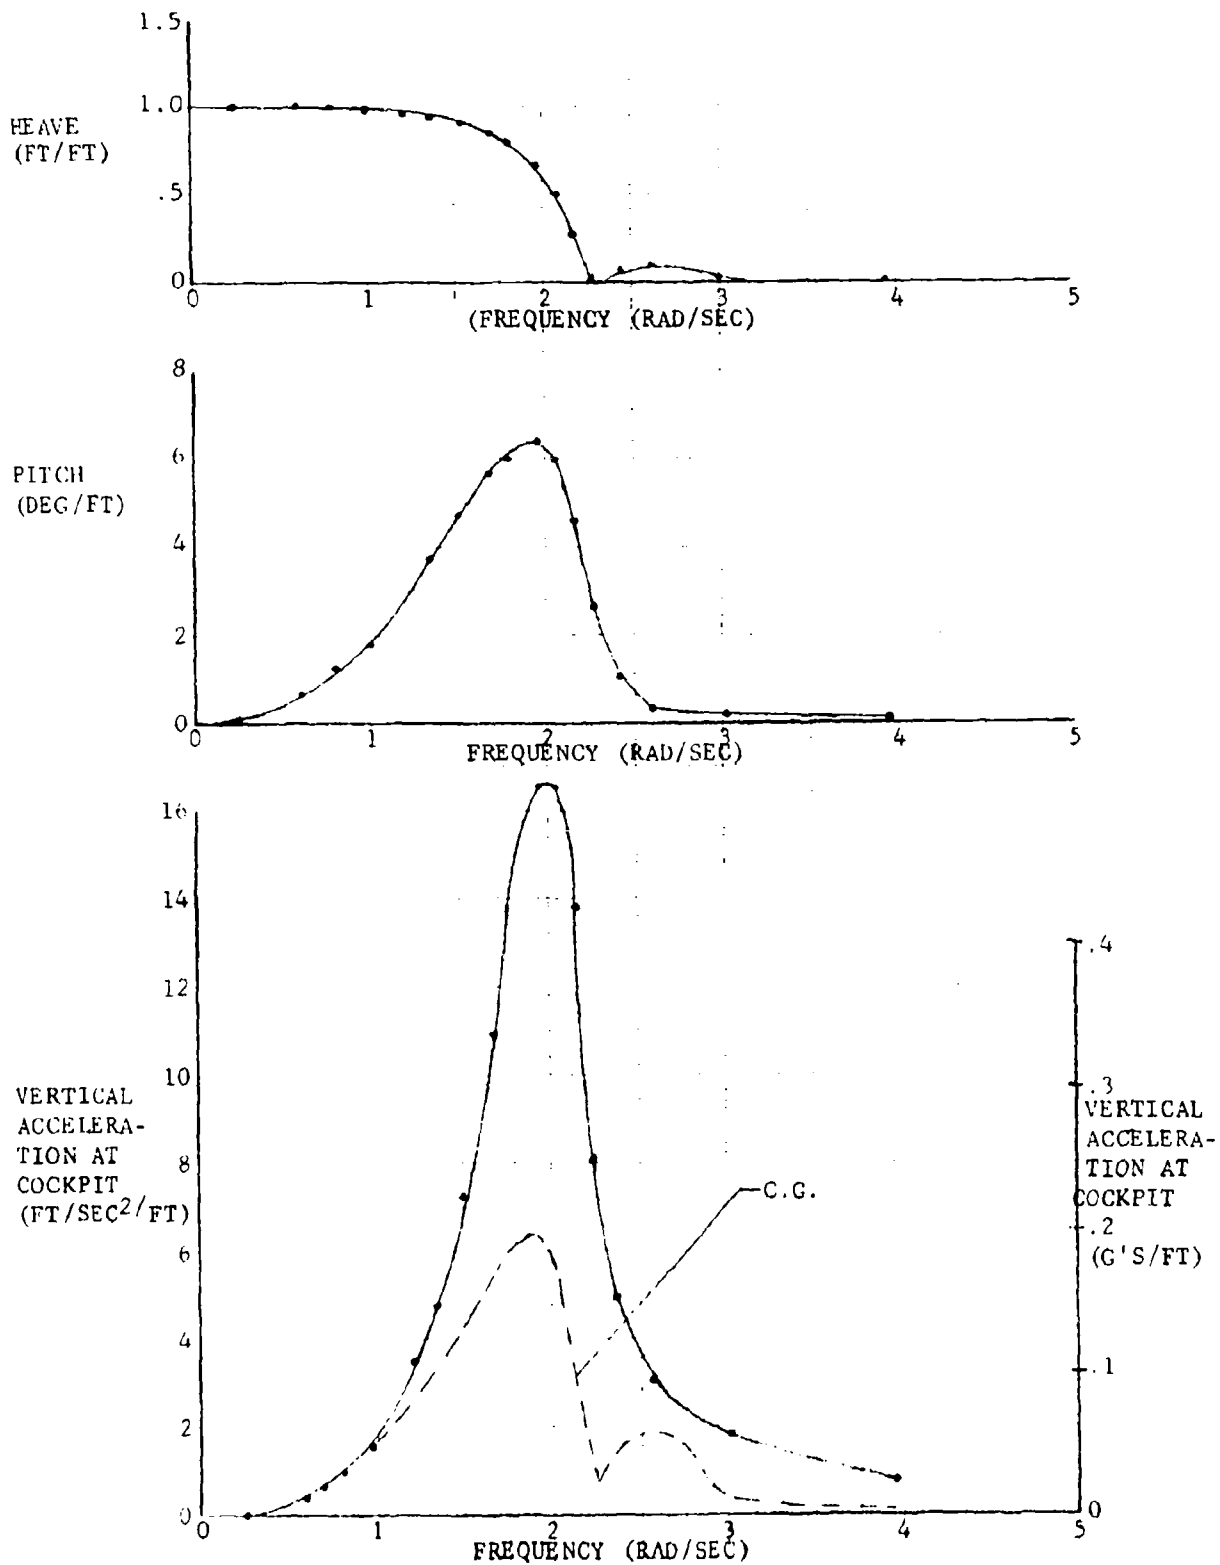 1.5
1.0
HEAVE
(FT/FT)
.5
0
0 1 2 3 4 5
(FREQUENCY (RAD/SEC)
8
6
PITCH
(DEG/FT)
4
2
0
0 1 2 3 4 5
FREQUENCY (RAD/SEC)
16
14
12
10
8
6
4
2
0
VERTICAL
ACCELERA-
TION AT
COCKPIT
(FT/SEC²/FT)
C.G.
.4
.3
VERTICAL
ACCELERA-
TION AT
COCKPIT
.2
(G'S/FT)
.1
0
0 1 2 3 4 5
FREQUENCY (RAD/SEC)